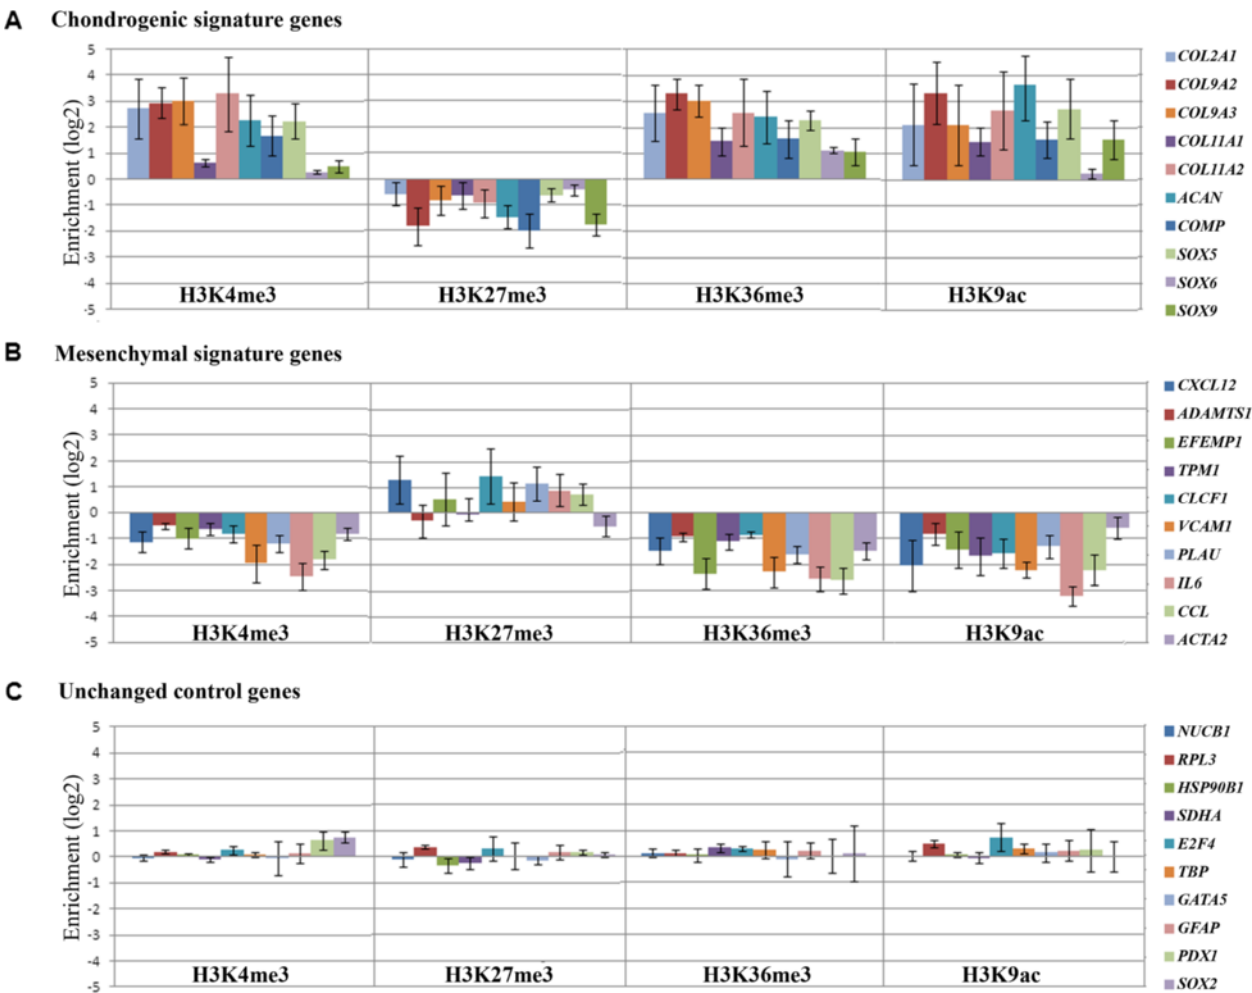 A Chondrogenic signature genes
Enrichment (log2)
5
4
3
2
1
0
-1
-2
-3
-4
-5
H3K4me3 H3K27me3 H3K36me3 H3K9ac
COL2A1
COL9A2
COL9A3
COL11A1
COL11A2
ACAN
COMP
SOX5
SOX6
SOX9
B Mesenchymal signature genes
Enrichment (log2)
5
4
3
2
1
0
-1
-2
-3
-4
-5
H3K4me3 H3K27me3 H3K36me3 H3K9ac
CXCL12
ADAMTS1
EFEMP1
TPM1
CLCF1
VCAM1
PLAU
IL6
CCL
ACTA2
C Unchanged control genes
Enrichment (log2)
5
4
3
2
1
0
-1
-2
-3
-4
-5
H3K4me3 H3K27me3 H3K36me3 H3K9ac
NUCB1
RPL3
HSP90B1
SDHA
E2F4
TBP
GATA5
GFAP
PDX1
SOX2